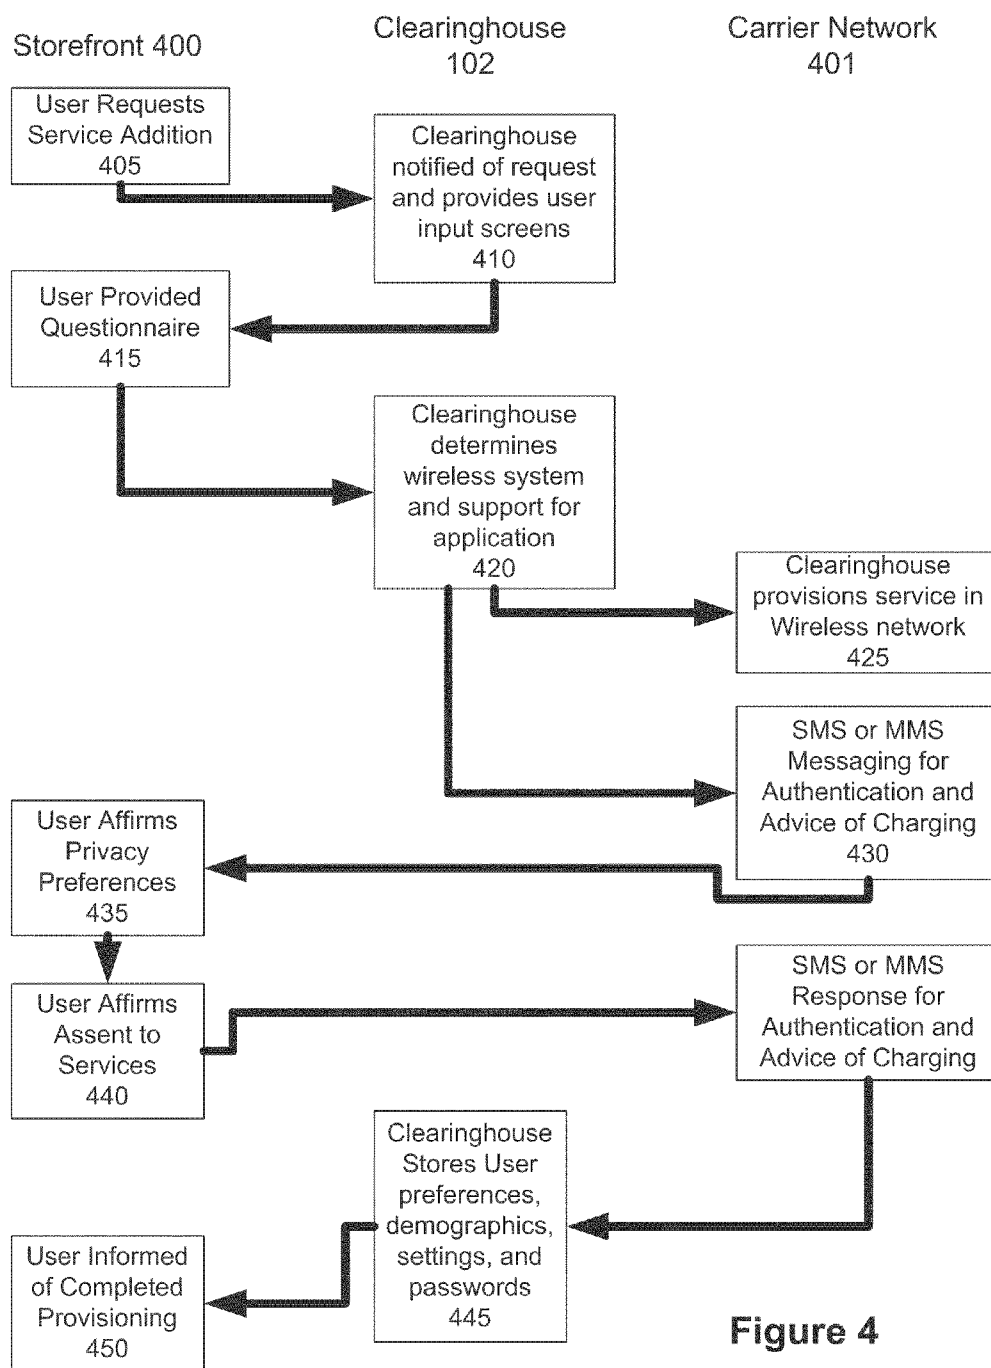 Storefront 400
Clearinghouse
102
Carrier Network
401
User Requests
Service Addition
405
Clearinghouse
notified of request
and provides user
input screens
410
User Provided
Questionnaire
415
Clearinghouse
determines
wireless system
and support for
application
420
Clearinghouse
provisions service in
Wireless network
425
SMS or MMS
Messaging for
Authentication and
Advice of Charging
430
User Affirms
Privacy
Preferences
435
User Affirms
Assent to
Services
440
SMS or MMS
Response for
Authentication and
Advice of Charging
Clearinghouse
Stores User
preferences,
demographics,
settings, and
passwords
445
User Informed
of Completed
Provisioning
450
Figure 4